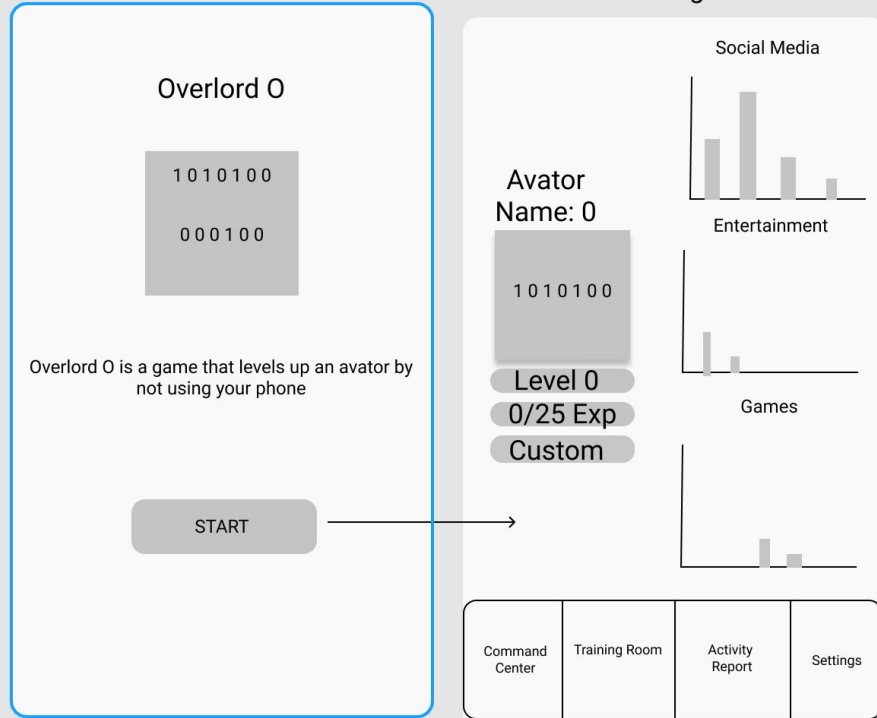 Overlord O
1010100
000100
Overlord O is a game that levels up an avator by
not using your phone
START
Avator
Name: 0
1010100
Level 0
0/25 Exp
Custom
Social Media
Entertainment
Games
Command
Center
Training Room
Activity
Report
Settings